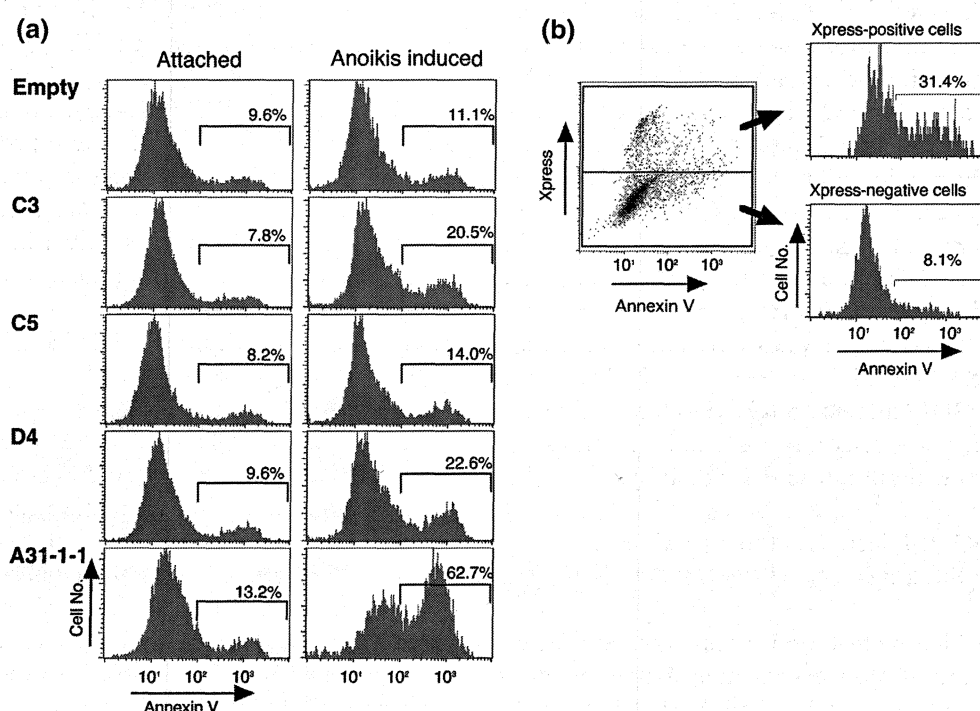 (a)
Attached
Anoikis induced
Empty
9.6%
11.1%
C3
7.8%
20.5%
C5
8.2%
14.0%
D4
9.6%
22.6%
A31-1-1
13.2%
62.7%
Cell No.
10¹ 10² 10³
10¹ 10² 10³
Annexin V
(b)
Xpress
10¹ 10² 10³
Annexin V
Xpress-positive cells
31.4%
Xpress-negative cells
8.1%
Cell No.
10¹ 10² 10³
Annexin V